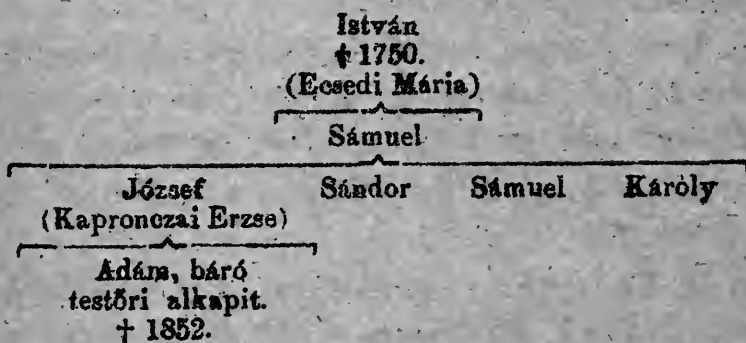 István
† 1750.
(Ecsedi Mária)
Sámuel
József Sándor Sámuel Károly
(Kapronczai Erzse)
Ádám, báró
testőri alkapit.
† 1852.